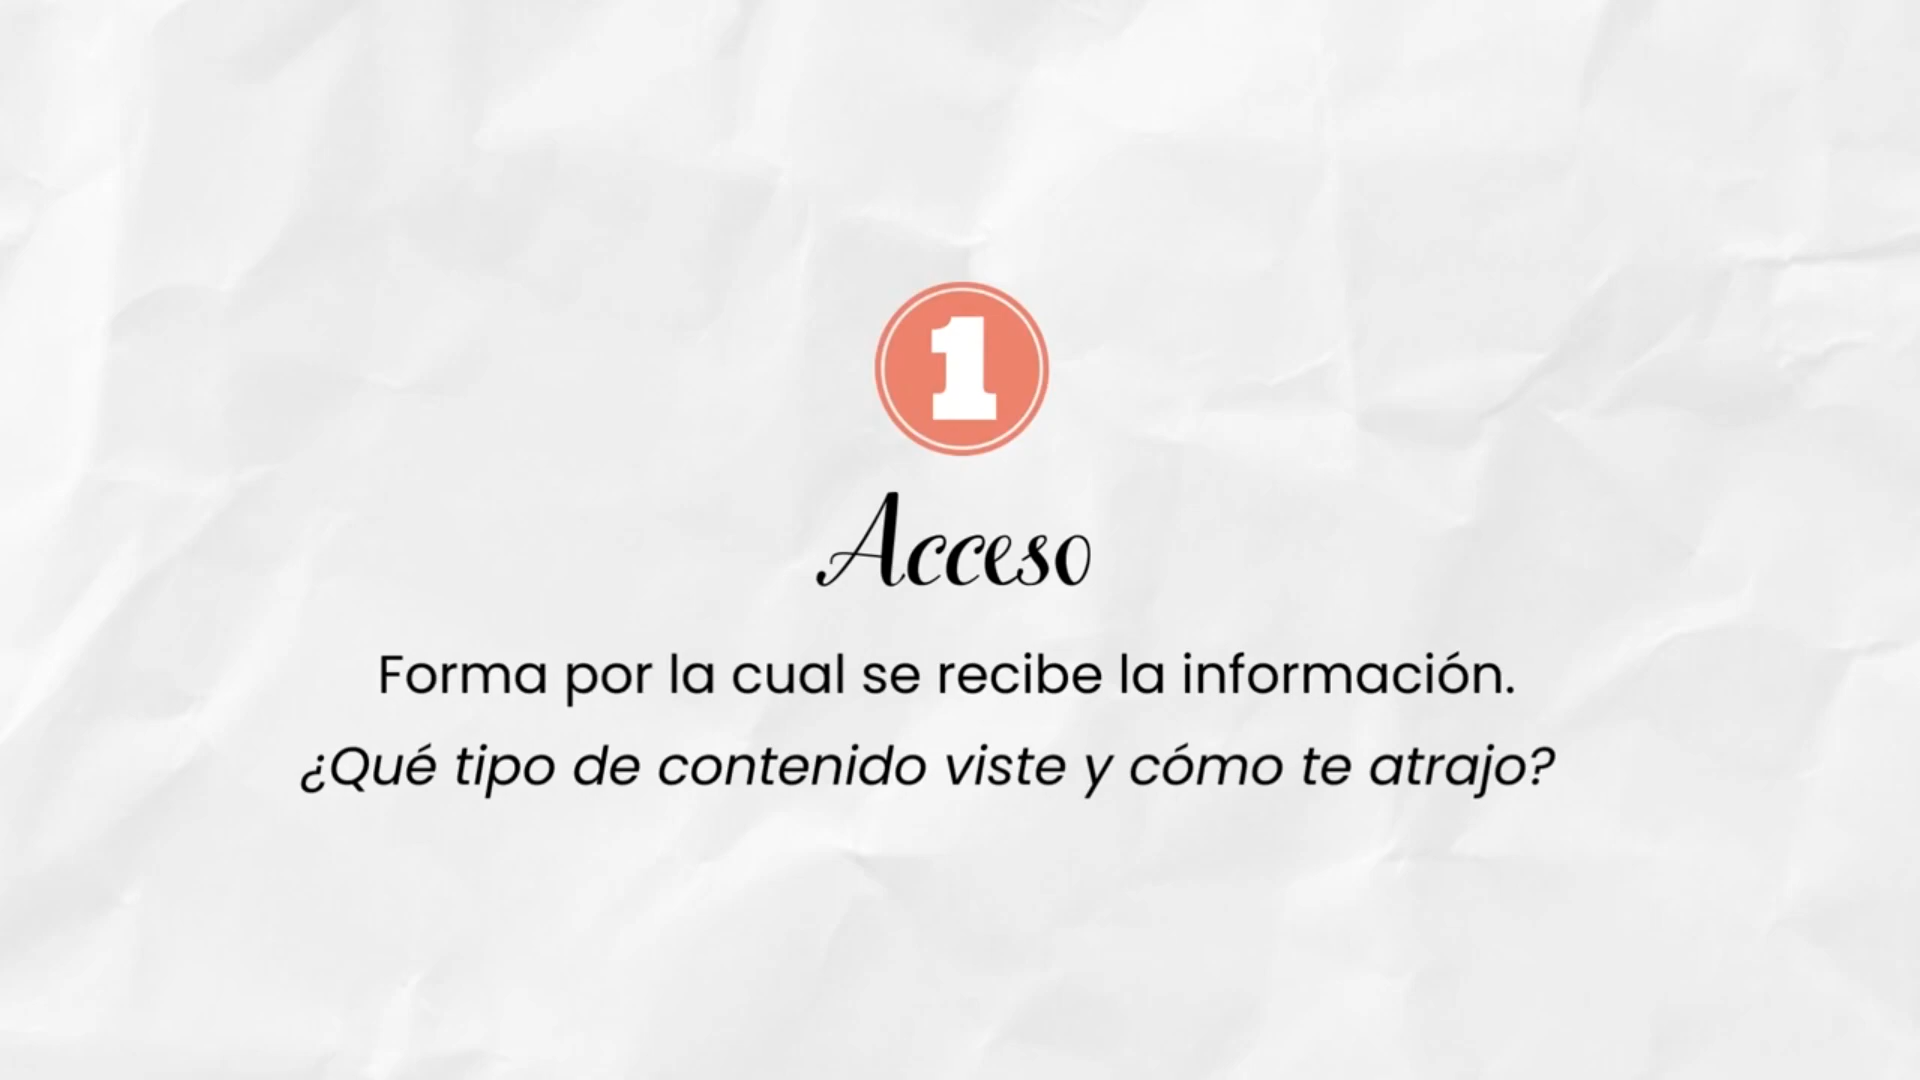 1
Acceso
Forma por la cual se recibe la información.
¿Qué tipo de contenido viste y cómo te atrajo?